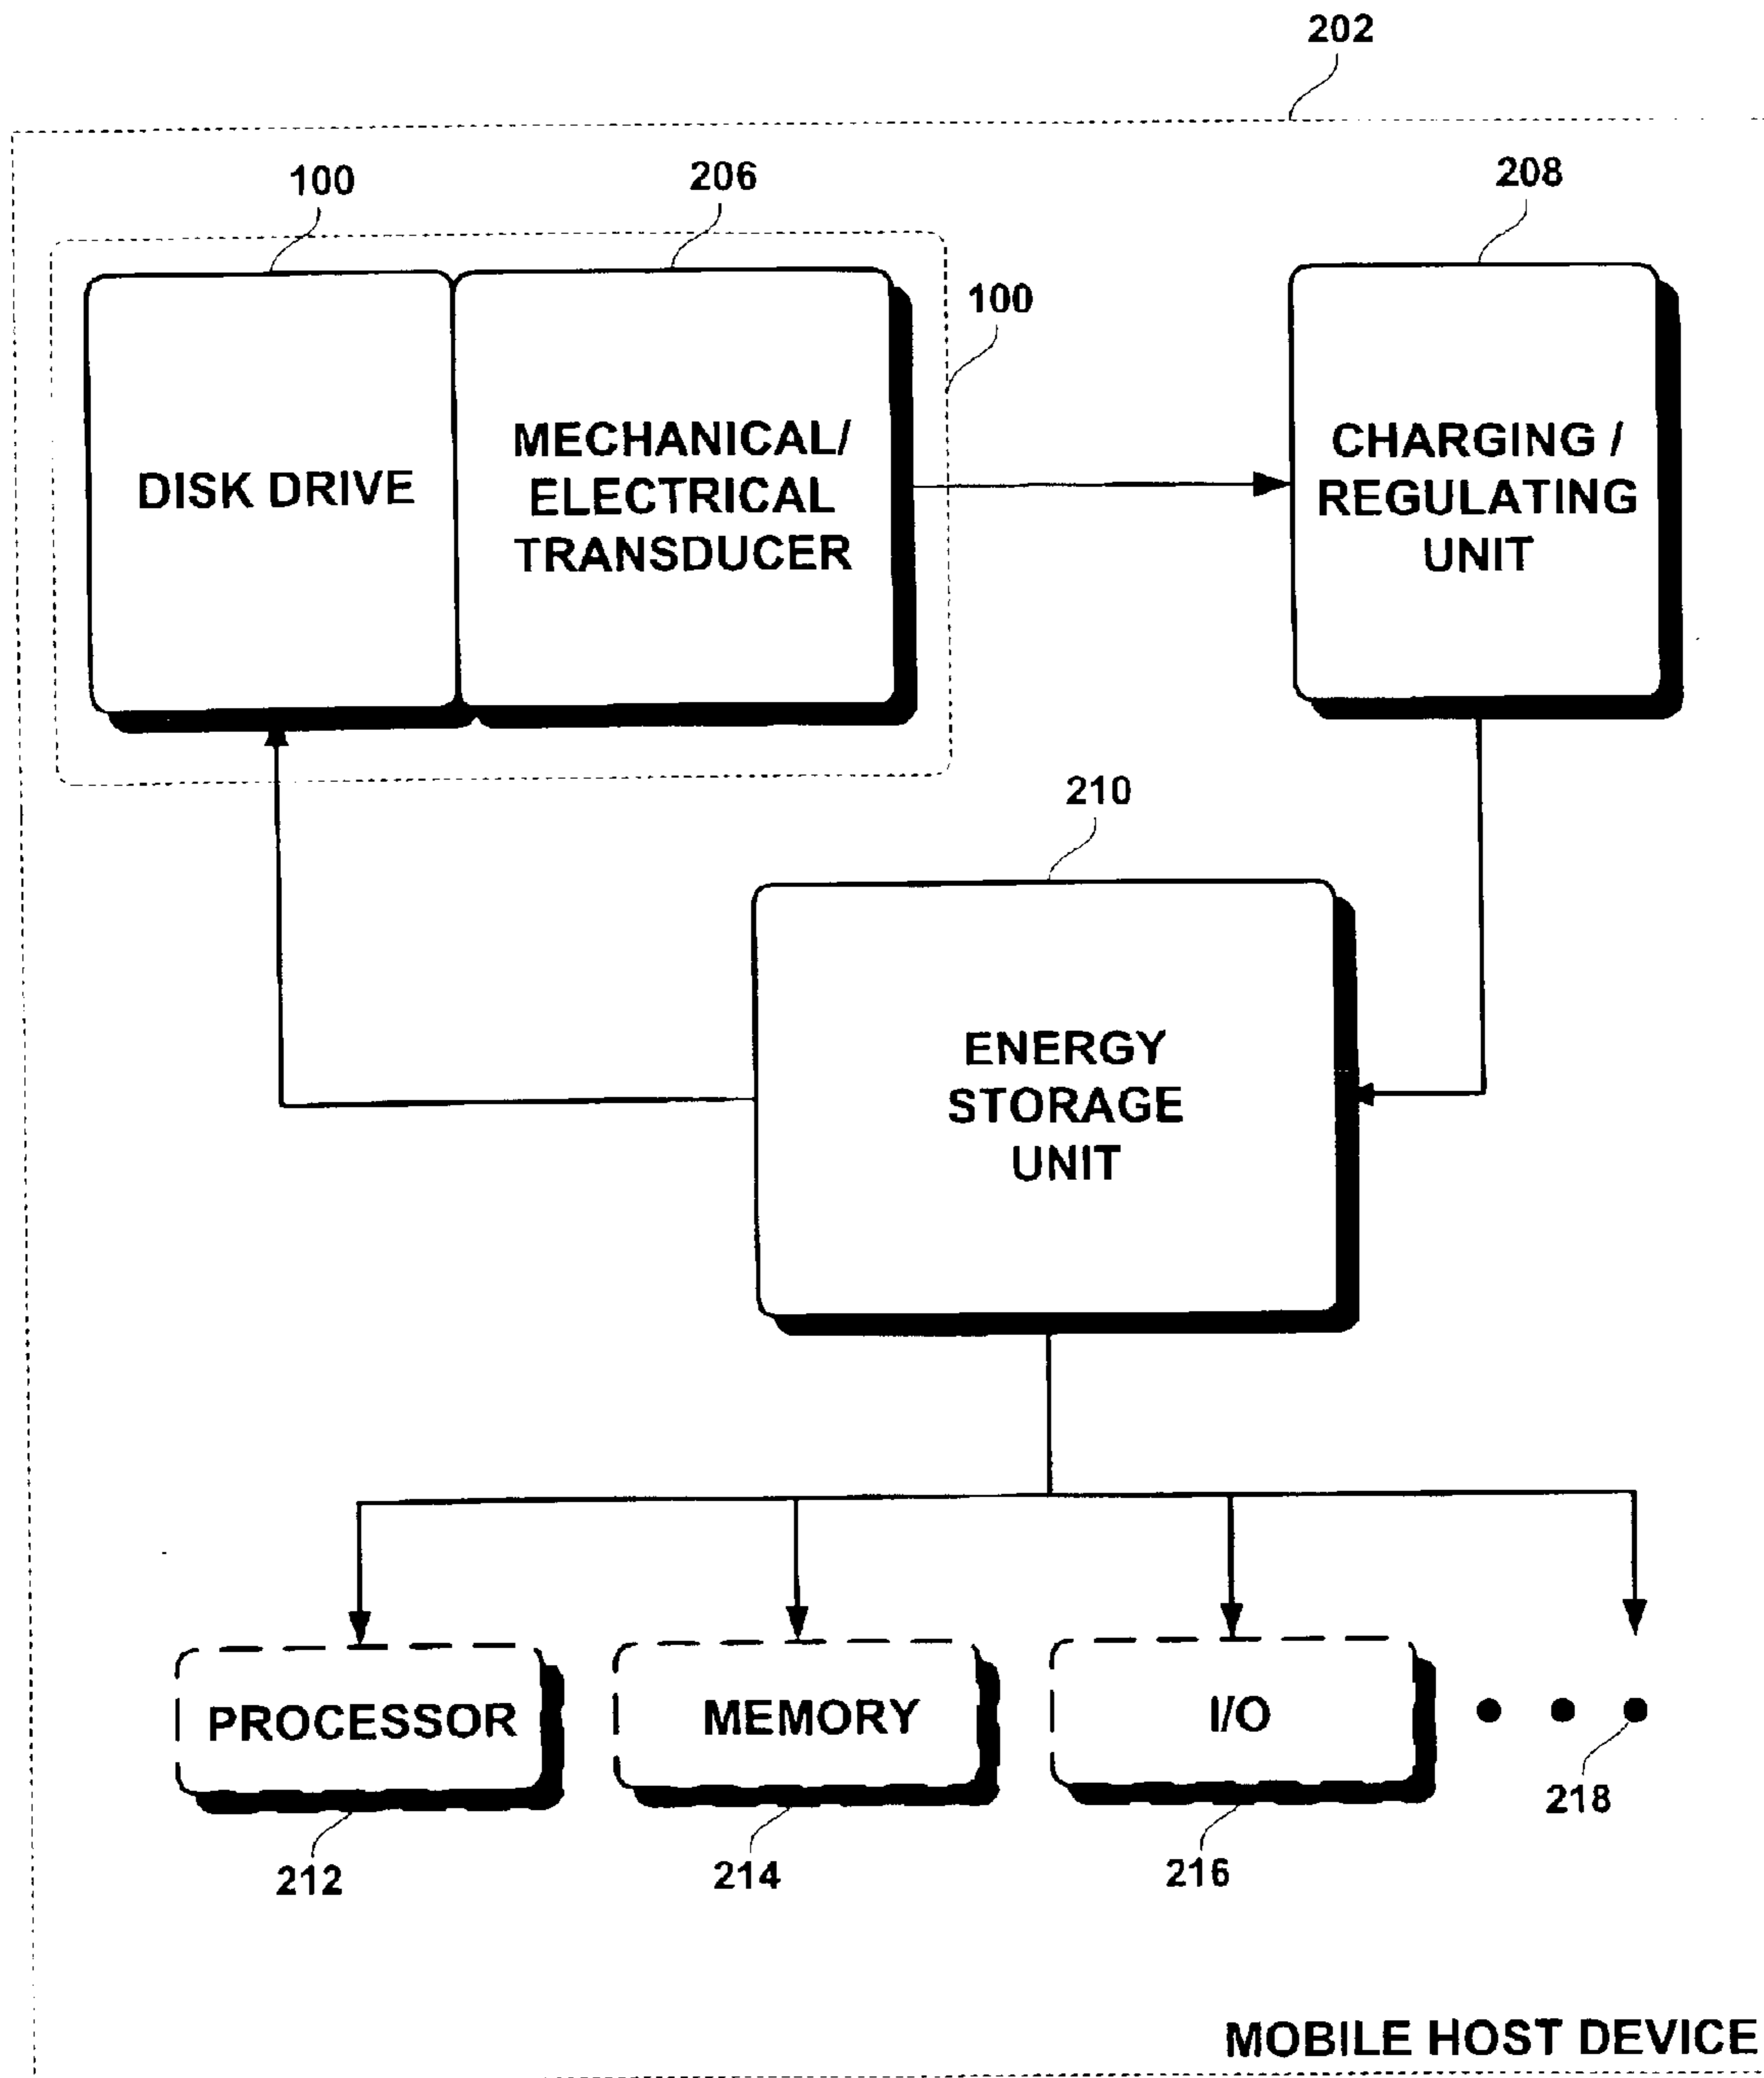 202
100
206
208
100
DISK DRIVE
MECHANICAL/
ELECTRICAL
TRANSDUCER
CHARGING /
REGULATING
UNIT
210
ENERGY
STORAGE
UNIT
PROCESSOR
MEMORY
I/O
218
212
214
216
MOBILE HOST DEVICE